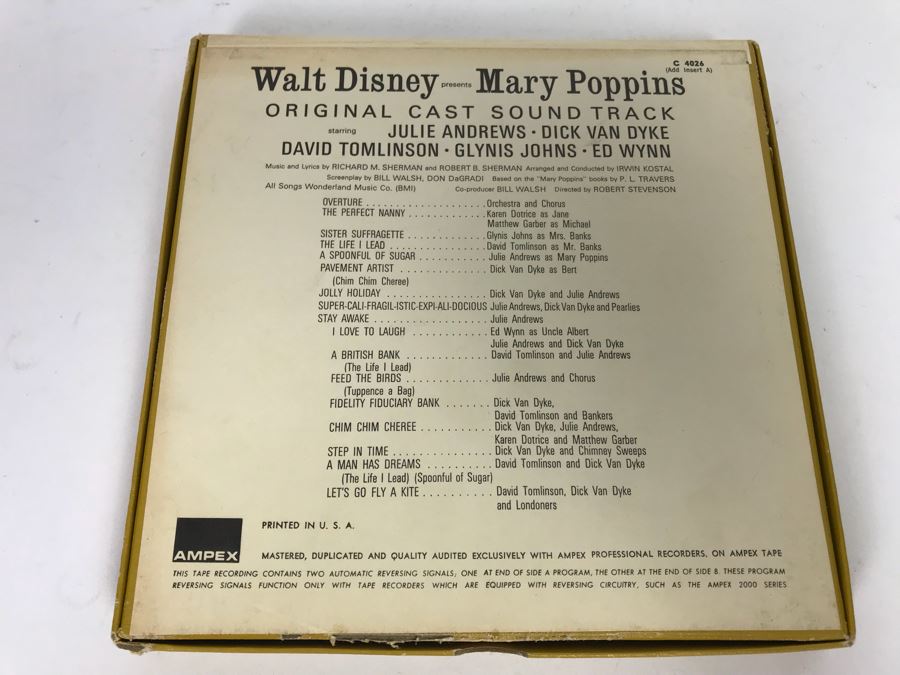 C 4026
(Add Insert A)
Walt Disney presents Mary Poppins
ORIGINAL CAST SOUND TRACK
starring JULIE ANDREWS · DICK VAN DYKE
DAVID TOMLINSON · GLYNIS JOHNS · ED WYNN
Music and Lyrics by RICHARD M. SHERMAN and ROBERT B. SHERMAN Arranged and Conducted by IRWIN KOSTAL
Screenplay by BILL WALSH, DON DaGRADI Based on the "Mary Poppins" books by P. L. TRAVERS
All Songs Wonderland Music Co. (BMI) Co-producer BILL WALSH Directed by ROBERT STEVENSON
OVERTURE . . . . . . . . . . . . . . . . . . . . Orchestra and Chorus
THE PERFECT NANNY . . . . . . . . . . . . Karen Dotrice as Jane
Matthew Garber as Michael
SISTER SUFFRAGETTE . . . . . . . . . . . . Glynis Johns as Mrs. Banks
THE LIFE I LEAD . . . . . . . . . . . . . . . . David Tomlinson as Mr. Banks
A SPOONFUL OF SUGAR . . . . . . . . . . . Julie Andrews as Mary Poppins
PAVEMENT ARTIST . . . . . . . . . . . . . . Dick Van Dyke as Bert
(Chim Chim Cheree)
JOLLY HOLIDAY . . . . . . . . . . . . . . . . Dick Van Dyke and Julie Andrews
SUPER-CALI-FRAGIL-ISTIC-EXPI-ALI-DOCIOUS Julie Andrews, Dick Van Dyke and Pearlies
STAY AWAKE . . . . . . . . . . . . . . . . . . . Julie Andrews
I LOVE TO LAUGH . . . . . . . . . . . . Ed Wynn as Uncle Albert
Julie Andrews and Dick Van Dyke
A BRITISH BANK . . . . . . . . . . . . . David Tomlinson and Julie Andrews
(The Life I Lead)
FEED THE BIRDS . . . . . . . . . . . . . Julie Andrews and Chorus
(Tuppence a Bag)
FIDELITY FIDUCIARY BANK . . . . . . . Dick Van Dyke,
David Tomlinson and Bankers
CHIM CHIM CHEREE . . . . . . . . . . . Dick Van Dyke, Julie Andrews,
Karen Dotrice and Matthew Garber
STEP IN TIME . . . . . . . . . . . . . . . . Dick Van Dyke and Chimney Sweeps
A MAN HAS DREAMS . . . . . . . . . . David Tomlinson and Dick Van Dyke
(The Life I Lead) (Spoonful of Sugar)
LET'S GO FLY A KITE . . . . . . . . . . David Tomlinson, Dick Van Dyke
and Londoners
PRINTED IN U. S. A.
AMPEX
MASTERED, DUPLICATED AND QUALITY AUDITED EXCLUSIVELY WITH AMPEX PROFESSIONAL RECORDERS, ON AMPEX TAPE
THIS TAPE RECORDING CONTAINS TWO AUTOMATIC REVERSING SIGNALS; ONE AT END OF SIDE A PROGRAM, THE OTHER AT THE END OF SIDE B. THESE PROGRAM
REVERSING SIGNALS FUNCTION ONLY WITH TAPE RECORDERS WHICH ARE EQUIPPED WITH REVERSING CIRCUITRY, SUCH AS THE AMPEX 2000 SERIES